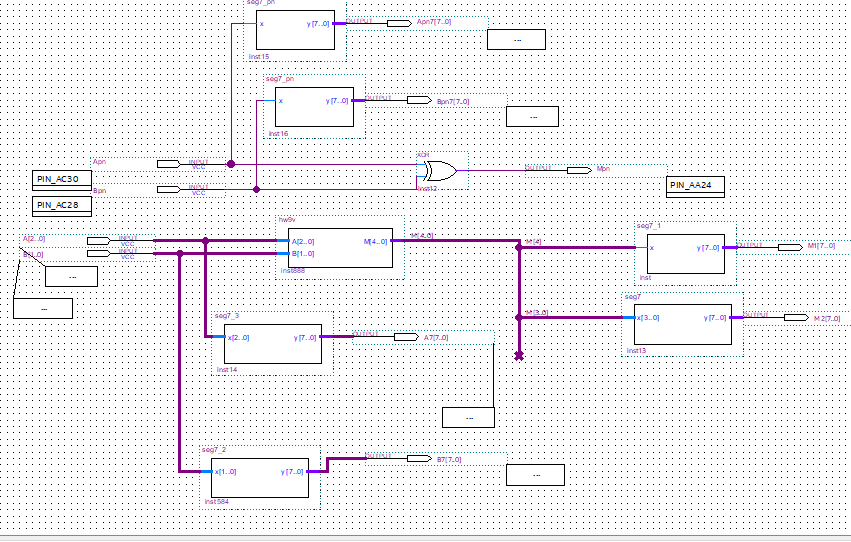 seg7_pn
x
y [7..0]
OUTPUT
Apn7[7..0]
inst15
...
seg7_pn
x
y [7..0]
OUTPUT
Bpn7[7..0]
inst16
...
Apn
INPUT
VCC
XOR
PIN_AC30
Bpn
INPUT
VCC
inst12
OUTPUT
Mpn
PIN_AA24
PIN_AC28
hw9v
A[2..0]
INPUT
VCC
A[2..0]
M[4..0]
M[4..0]
B[1..0]
INPUT
VCC
B[1..0]
inst888
M[4]
seg7_1
x
y [7..0]
OUTPUT
M1[7..0]
inst
...
...
seg7
M[3..0]
x[3..0]
y [7..0]
OUTPUT
M2[7..0]
inst13
seg7_3
x[2..0]
y [7..0]
OUTPUT
A7[7..0]
inst14
...
seg7_2
x[1..0]
y [7..0]
OUTPUT
B7[7..0]
inst584
...